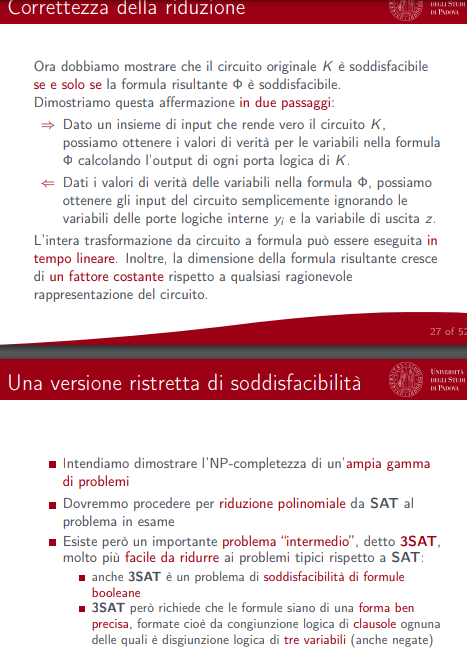 Correttezza della riduzione
DEGLI STUDI
DI PADOVA
Ora dobbiamo mostrare che il circuito originale K è soddisfacibile
se e solo se la formula risultante Φ è soddisfacibile.
Dimostriamo questa affermazione in due passaggi:
⇒ Dato un insieme di input che rende vero il circuito K,
possiamo ottenere i valori di verità per le variabili nella formula
Φ calcolando l'output di ogni porta logica di K.
⇐ Dati i valori di verità delle variabili nella formula Φ, possiamo
ottenere gli input del circuito semplicemente ignorando le
variabili delle porte logiche interne yᵢ e la variabile di uscita z.
L'intera trasformazione da circuito a formula può essere eseguita in
tempo lineare. Inoltre, la dimensione della formula risultante cresce
di un fattore costante rispetto a qualsiasi ragionevole
rappresentazione del circuito.
27 of 52
Una versione ristretta di soddisfacibilità
UNIVERSITÀ
DEGLI STUDI
DI PADOVA
Intendiamo dimostrare l'NP-completezza di un'ampia gamma
di problemi
Dovremmo procedere per riduzione polinomiale da SAT al
problema in esame
Esiste però un importante problema "intermedio", detto 3SAT,
molto più facile da ridurre ai problemi tipici rispetto a SAT:
anche 3SAT è un problema di soddisfacibilità di formule
booleane
3SAT però richiede che le formule siano di una forma ben
precisa, formate cioè da congiunzione logica di clausole ognuna
delle quali è disgiunzione logica di tre variabili (anche negate)